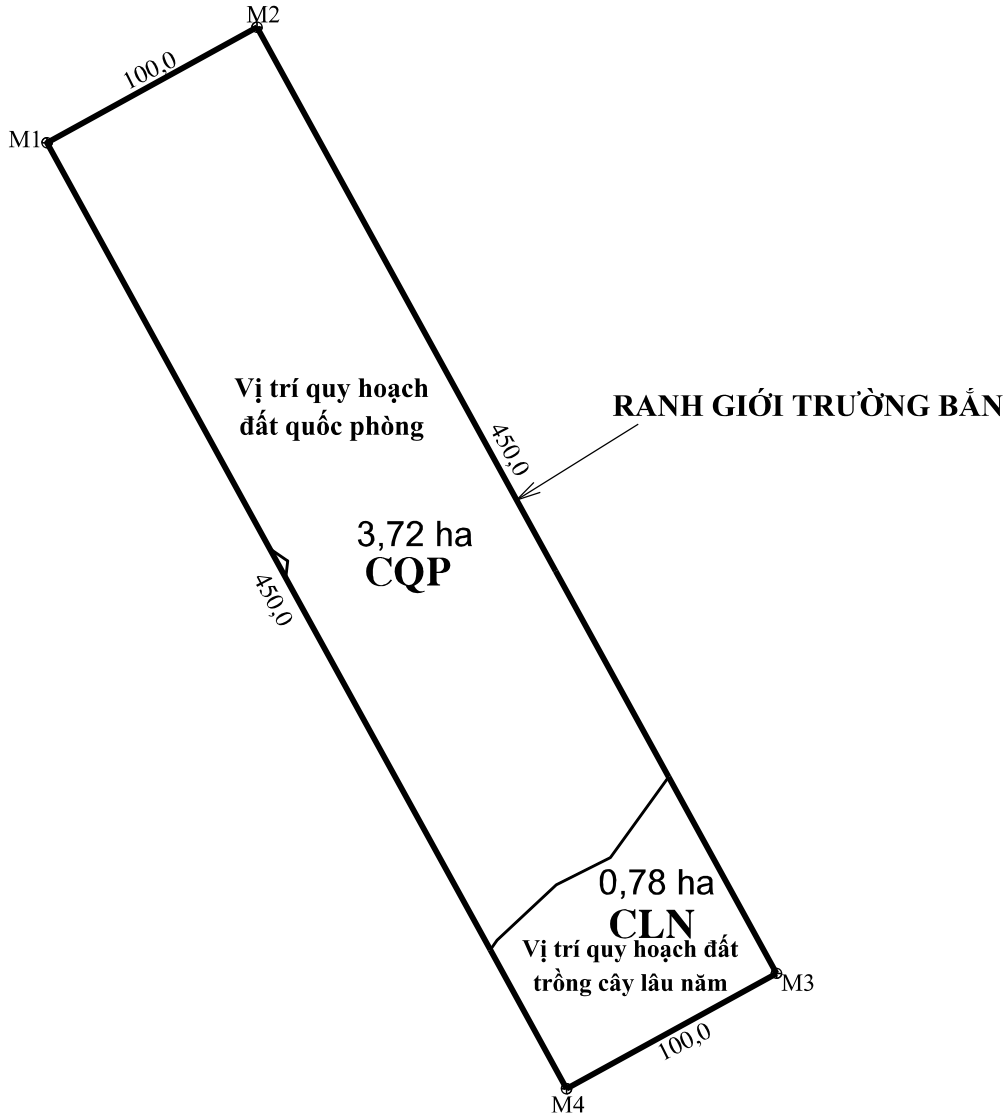 M2
100,0
M1
Vị trí quy hoạch
đất quốc phòng
RANH GIỚI TRƯỜNG BẮN
450,0
3,72 ha
CQP
450,0
0,78 ha
CLN
Vị trí quy hoạch đất
trồng cây lâu năm
M3
100,0
M4